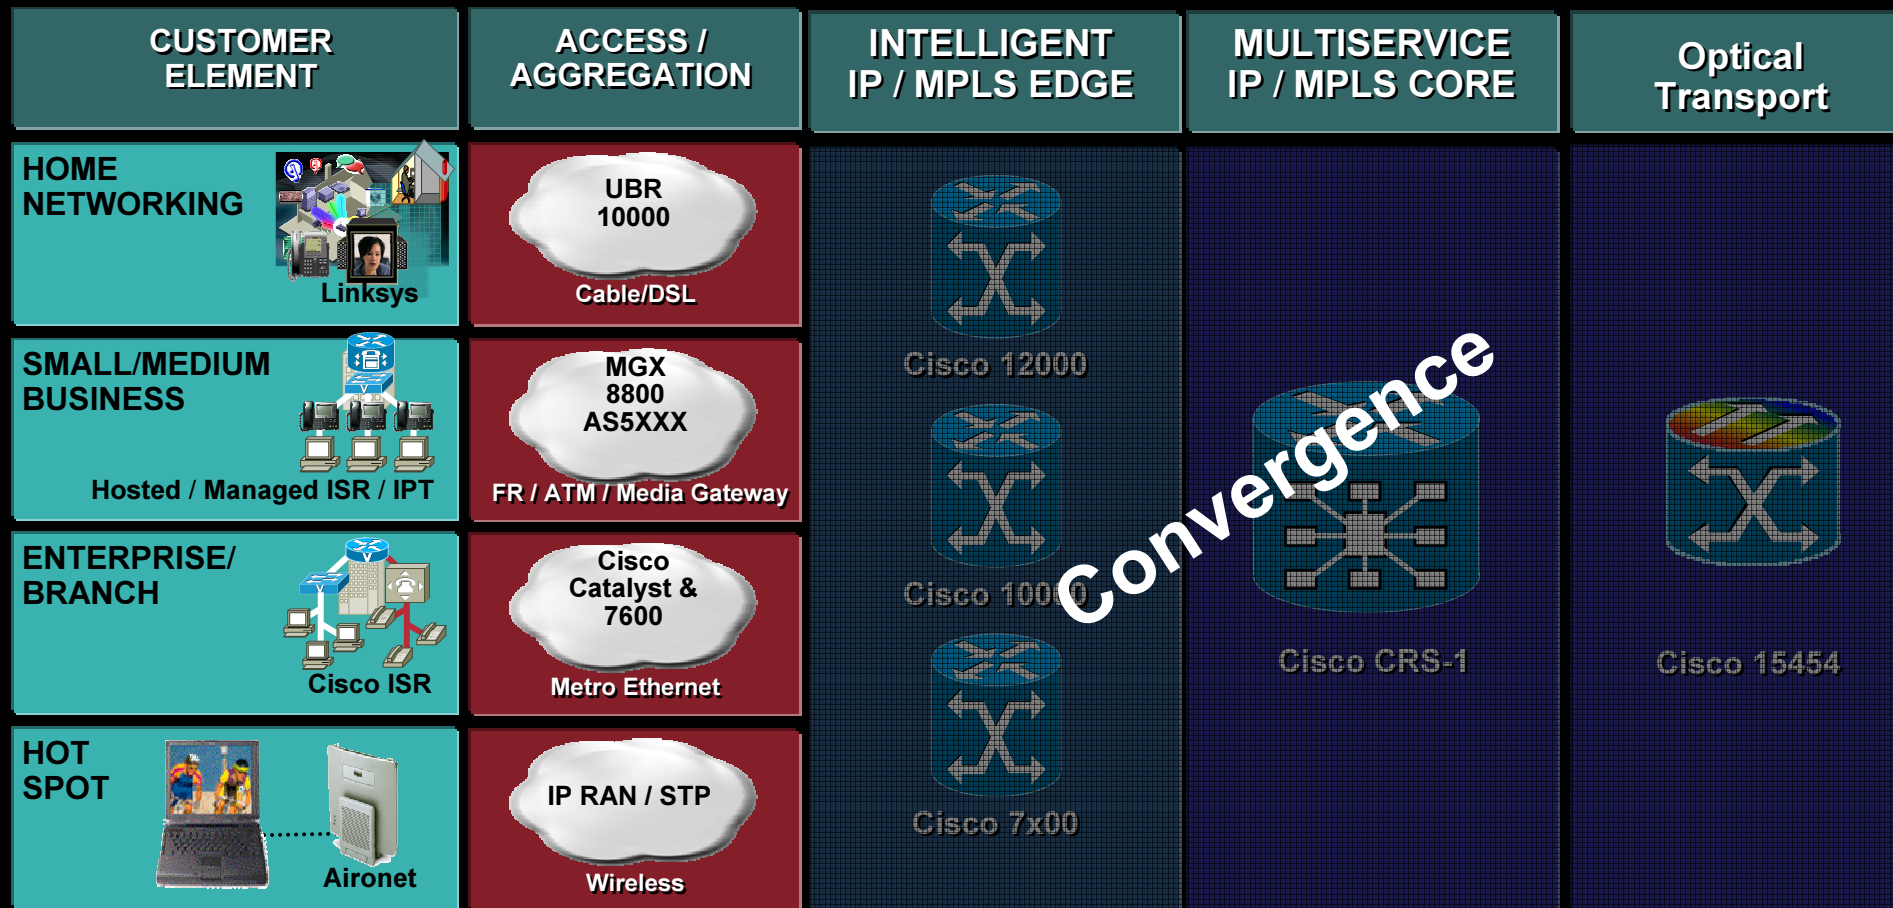 CUSTOMER
ELEMENT
ACCESS /
AGGREGATION
INTELLIGENT
IP / MPLS EDGE
MULTISERVICE
IP / MPLS CORE
Optical
Transport
HOME
NETWORKING
Linksys
UBR
10000
Cable/DSL
SMALL/MEDIUM
BUSINESS
Hosted / Managed ISR / IPT
MGX
8800
AS5XXX
FR / ATM / Media Gateway
ENTERPRISE/
BRANCH
Cisco ISR
Cisco
Catalyst &
7600
Metro Ethernet
HOT
SPOT
Aironet
IP RAN / STP
Wireless
Cisco 12000
Cisco 10000
Cisco 7x00
Convergence
Cisco CRS-1
Cisco 15454